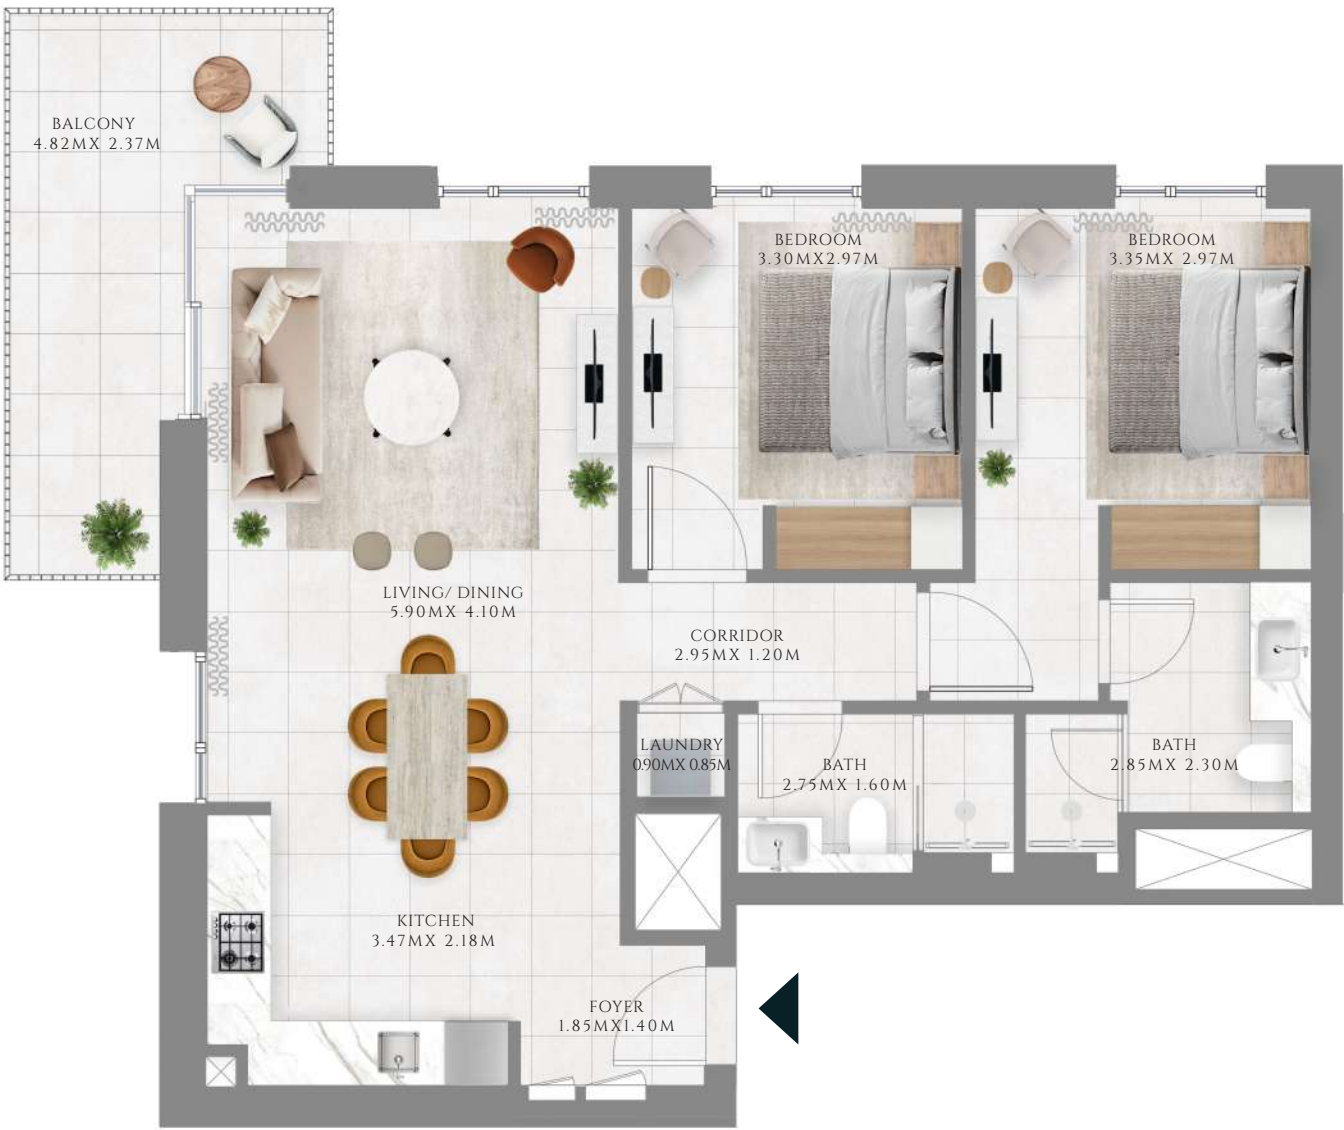 BALCONY
4.82MX 2.37M
BEDROOM
3.30MX2.97M
BEDROOM
3.35MX 2.97M
LIVING/ DINING
5.90MX 4.10M
CORRIDOR
2.95MX 1.20M
LAUNDRY
0.90MX 0.85M
BATH
2.75MX 1.60M
BATH
2.85MX 2.30M
KITCHEN
3.47MX 2.18M
FOYER
1.85MX1.40M